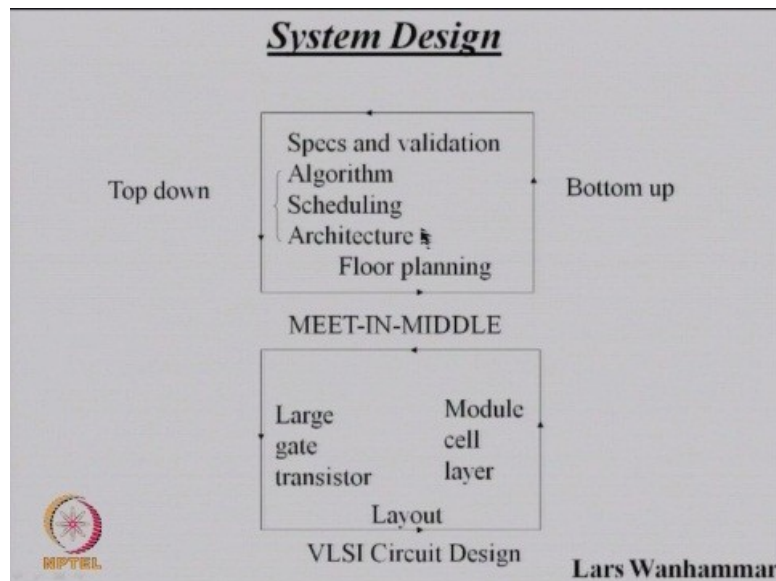 System Design
Specs and validation
Algorithm
Scheduling
Architecture
Floor planning
Top down
Bottom up
MEET-IN-MIDDLE
Large
gate
transistor
Module
cell
layer
Layout
VLSI Circuit Design
NPTEL
Lars Wanhammar